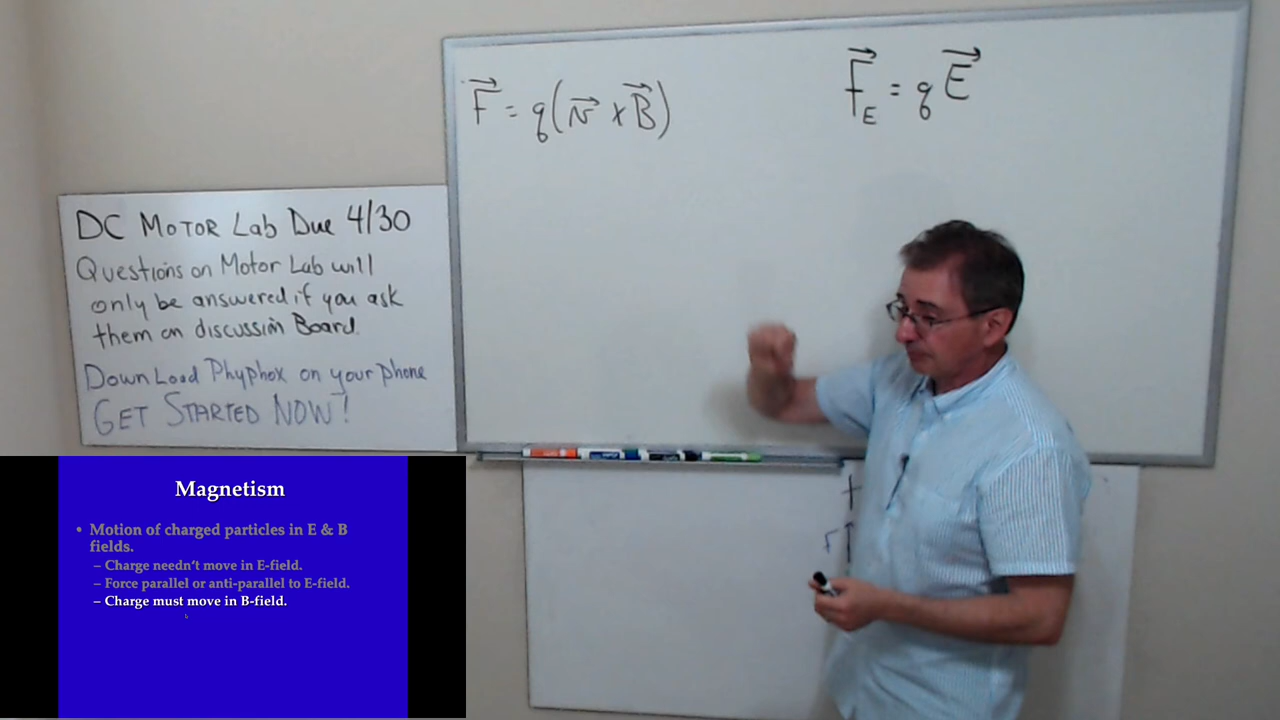 F = q(v × B)
F_E = qE
DC MOTOR Lab Due 4/30
Questions on Motor Lab will
only be answered if you ask
them on discussion Board.
DownLoad Phyphox on your phone
GET STARTED NOW!
Magnetism
• Motion of charged particles in E & B
fields.
– Charge needn't move in E-field.
– Force parallel or anti-parallel to E-field.
– Charge must move in B-field.